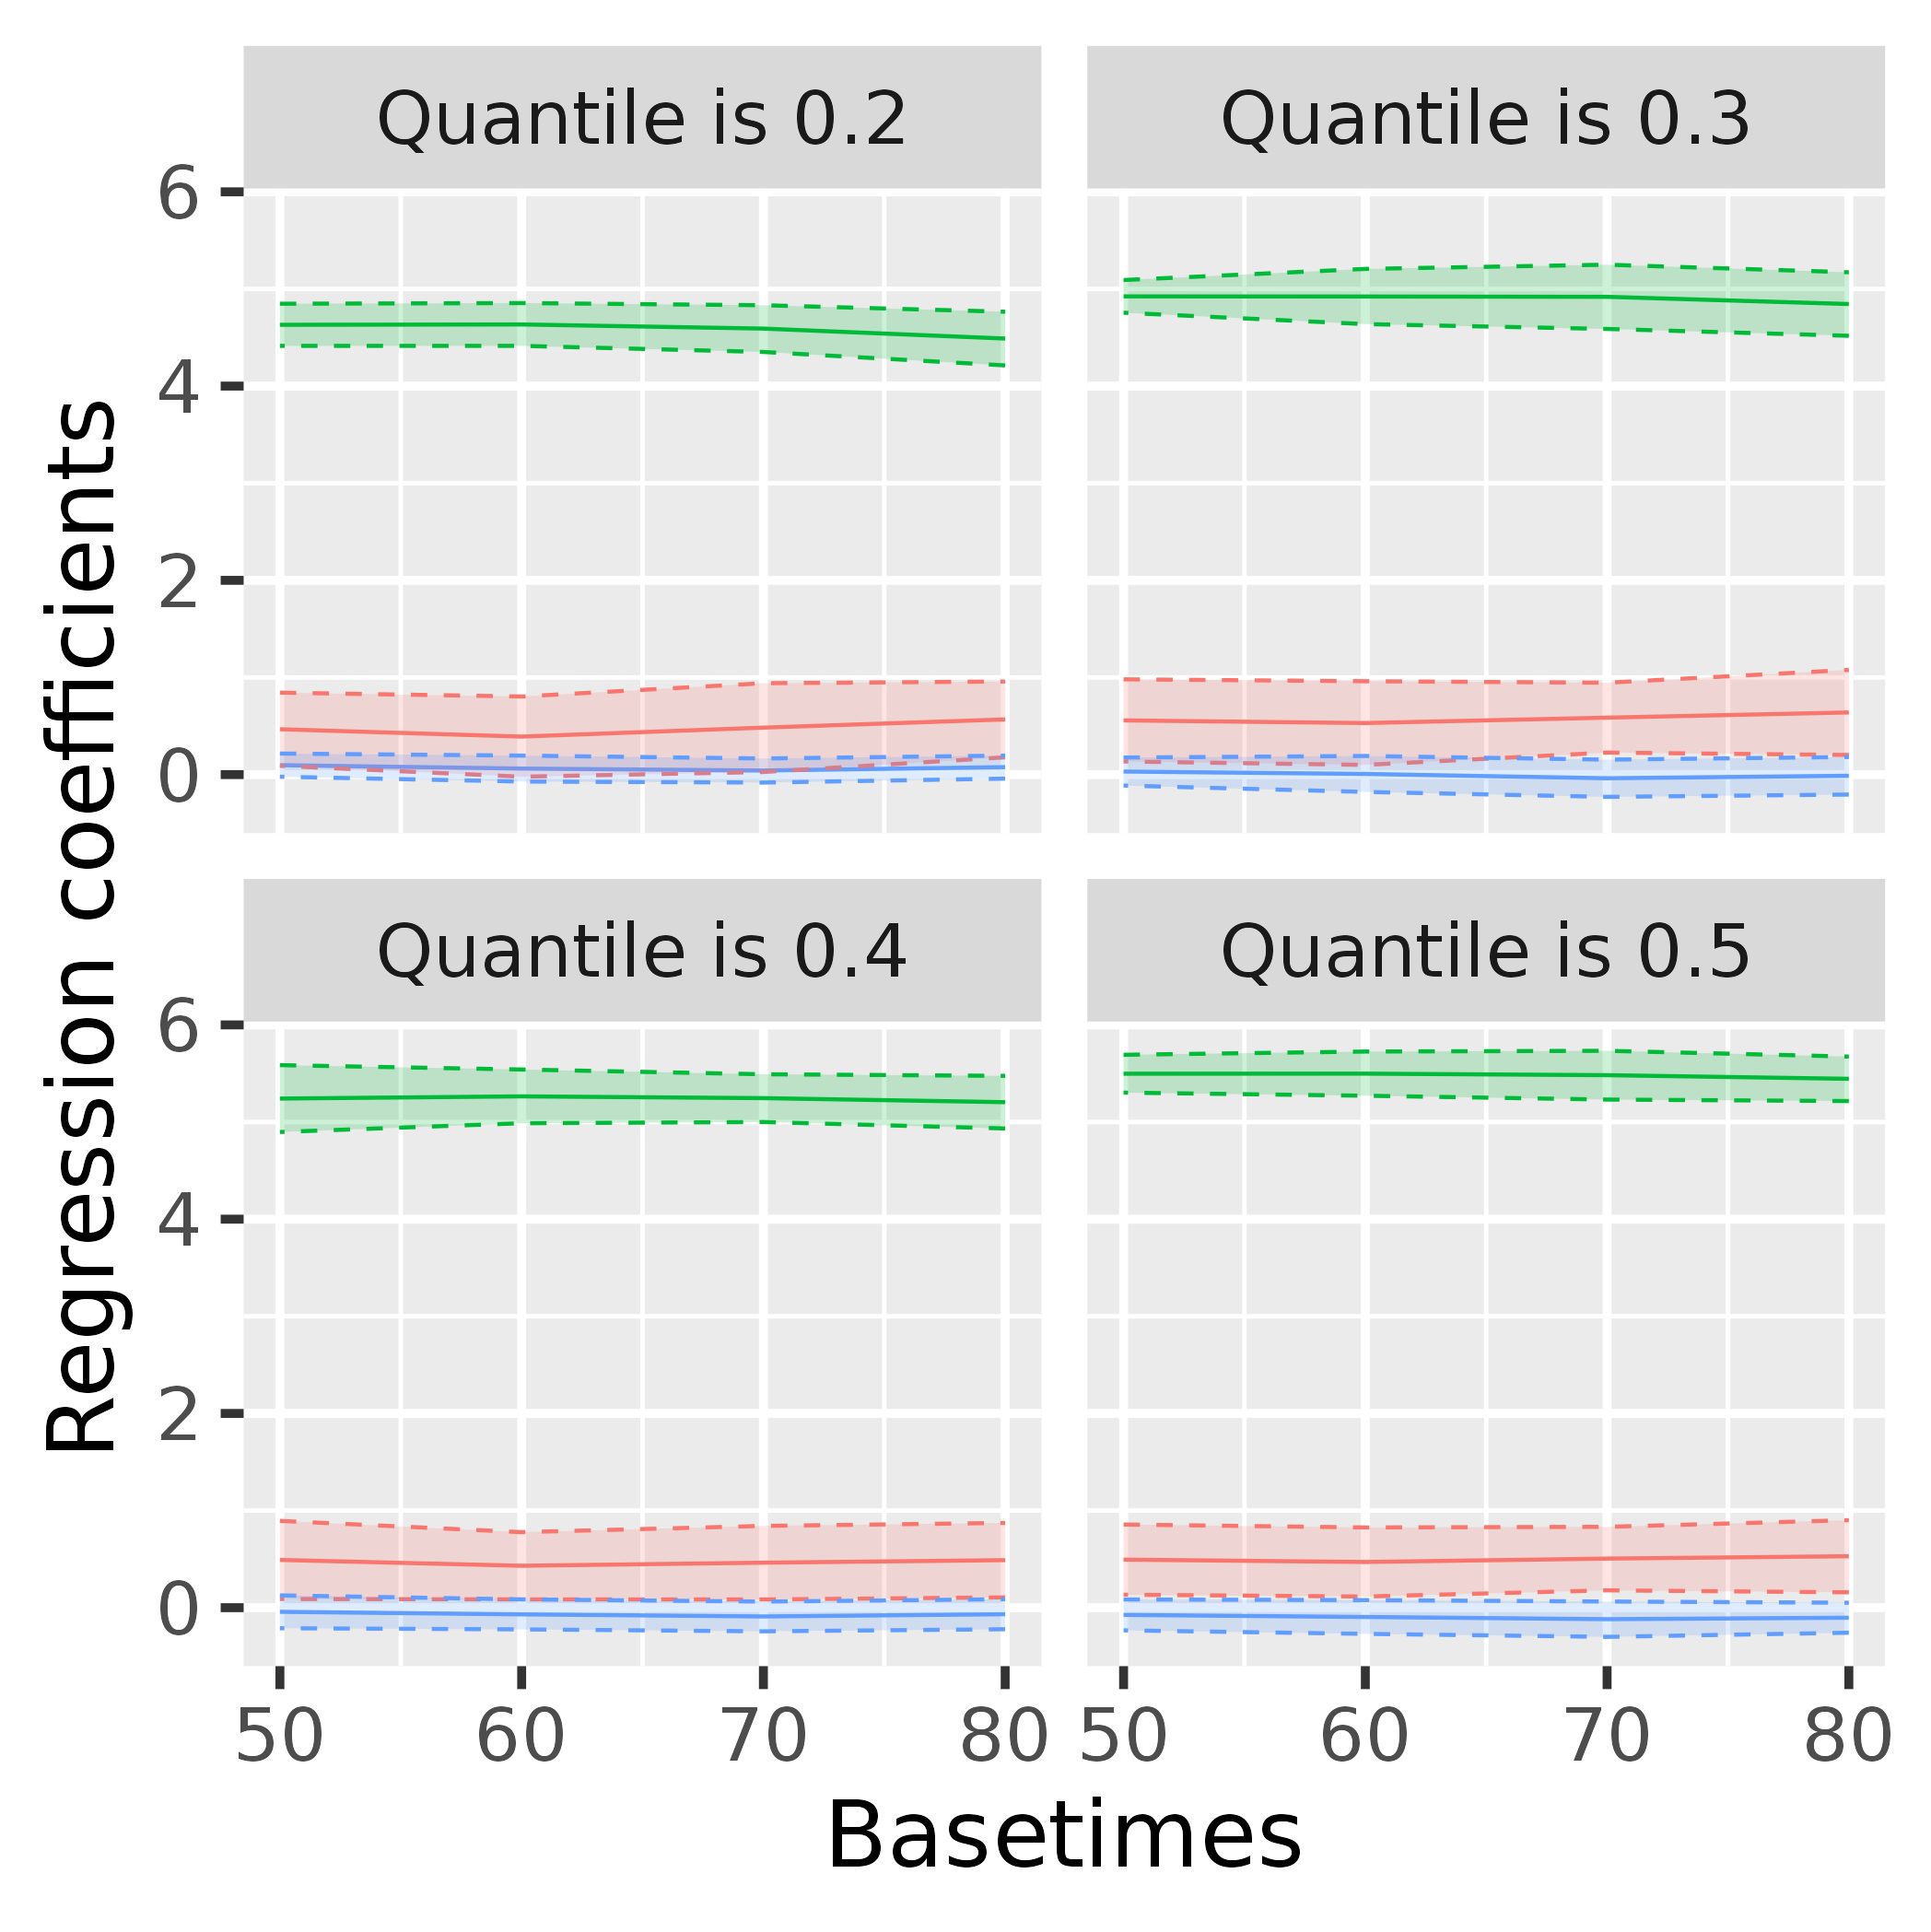 Quantile is 0.2
Quantile is 0.3
6
4
2
0
Regression coefficients
Quantile is 0.4
Quantile is 0.5
6
4
2
0
50 60 70 80 50 60 70 80
Basetimes